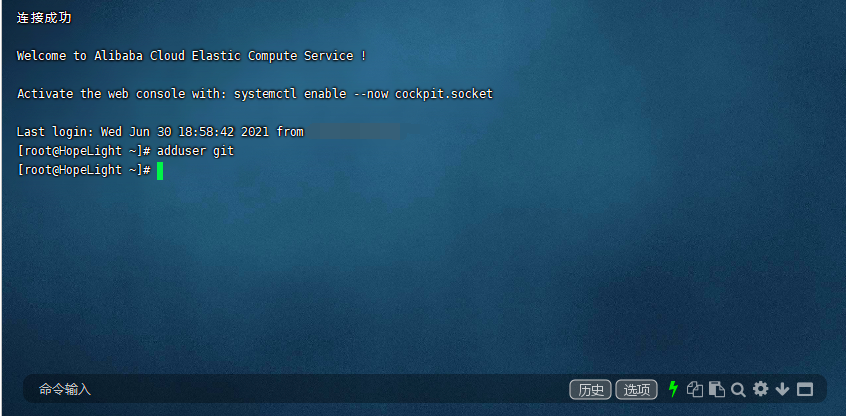 连接成功
Welcome to Alibaba Cloud Elastic Compute Service !
Activate the web console with: systemctl enable --now cockpit.socket
Last login: Wed Jun 30 18:58:42 2021 from
[root@HopeLight ~]# adduser git
[root@HopeLight ~]#
命令输入 历史 选项